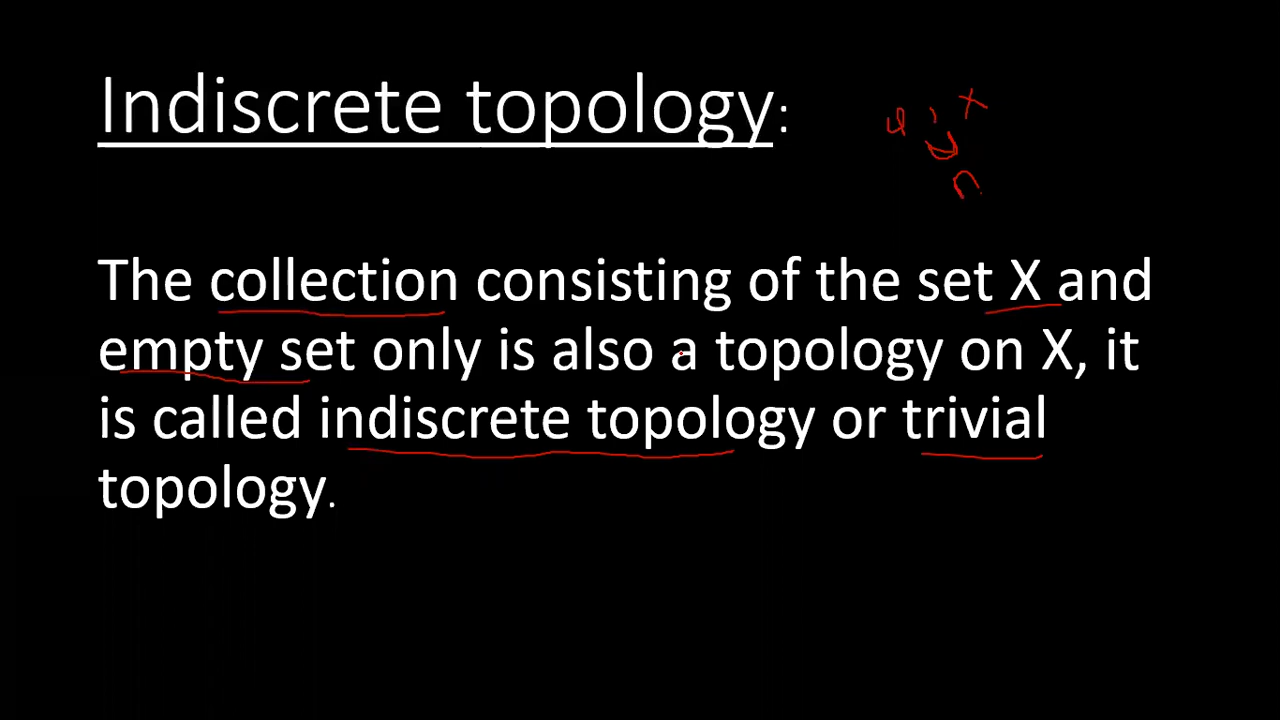 Indiscrete topology:
X
The collection consisting of the set X and
empty set only is also a topology on X, it
is called indiscrete topology or trivial
topology.